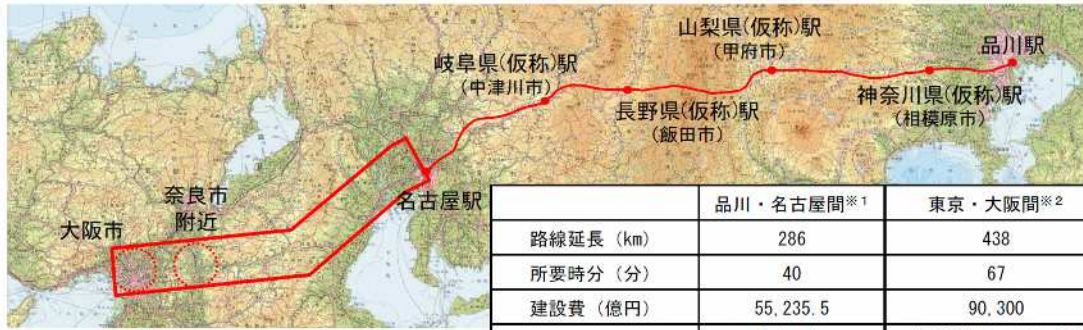 山梨県(仮称)駅
(甲府市)
品川駅
岐阜県(仮称)駅
(中津川市)
長野県(仮称)駅
(飯田市)
神奈川県(仮称)駅
(相模原市)
名古屋駅
奈良市
附近
大阪市
品川・名古屋間※1 東京・大阪間※2
路線延長（km） 286 438
所要時分（分） 40 67
建設費（億円） 55,235.5 90,300